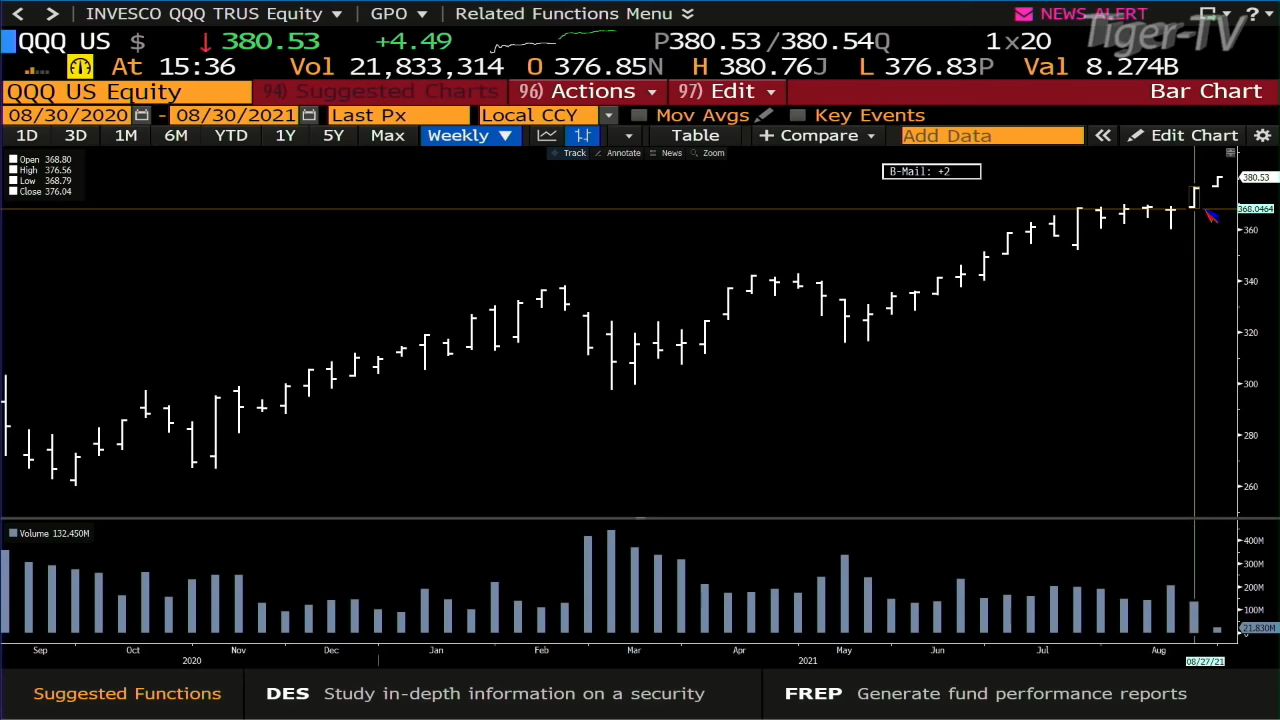 INVESCO QQQ TRUS Equity GPO Related Functions Menu NEWS ALERT ?
Tiger-TV
QQQ US $ 380.53 +4.49 P380.53/380.54Q 1x20
At 15:36 Vol 21,833,314 O 376.85N H 380.76J L 376.83P Val 8.274B
QQQ US Equity 94) Suggested Charts 96) Actions 97) Edit Bar Chart
08/30/2020 - 08/30/2021 Last Px Local CCY Mov Avgs Key Events
1D 3D 1M 6M YTD 1Y 5Y Max Weekly Table + Compare Add Data Edit Chart
Track Annotate News Zoom
Open 368.80
High 376.56
Low 368.79
Close 376.04
B-Mail: +2
380.53
368.0464
360
340
320
300
280
260
Volume 132.450M
400M
300M
200M
100M
21.830M
0
Sep Oct Nov Dec Jan Feb Mar Apr May Jun Jul Aug
2020 2021 08/27/21
Suggested Functions DES Study in-depth information on a security FREP Generate fund performance reports